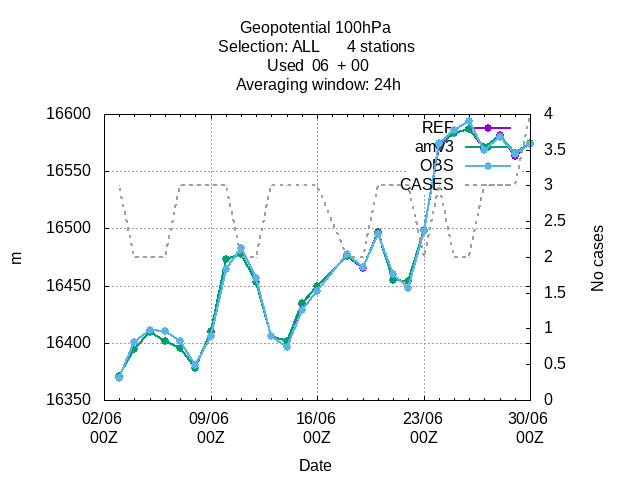 Geopotential 100hPa
Selection: ALL 4 stations
Used 06 + 00
Averaging window: 24h
16600
16550
16500
16450
16400
16350
m
4
3.5
3
2.5
2
1.5
1
0.5
0
No cases
REF
amv3
OBS
CASES
02/06 09/06 16/06 23/06 30/06
00Z 00Z 00Z 00Z 00Z
Date